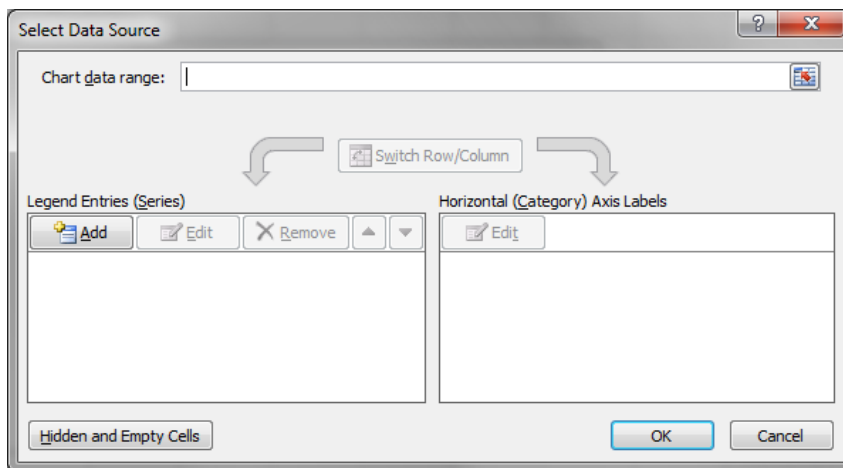 Select Data Source
Chart data range:
Switch Row/Column
Legend Entries (Series)
Horizontal (Category) Axis Labels
Add Edit Remove
Edit
Hidden and Empty Cells
OK Cancel